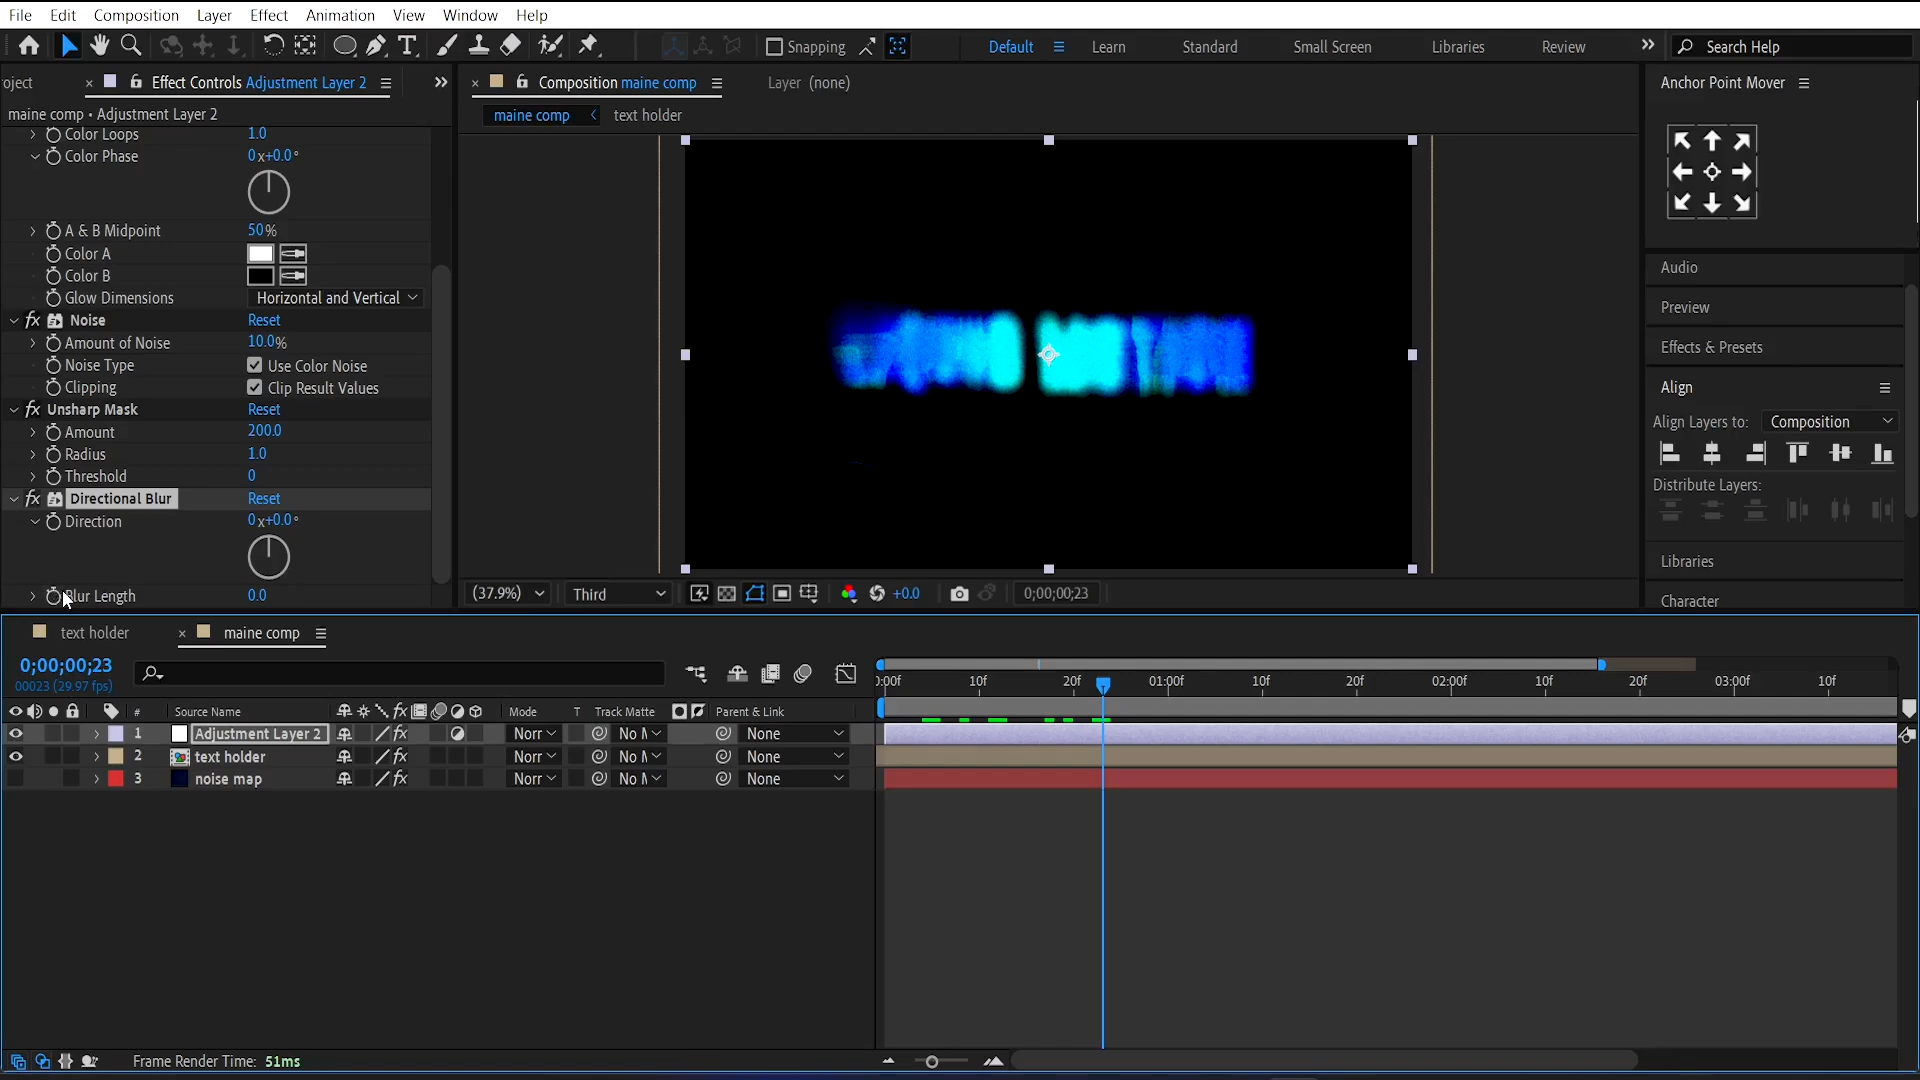 File Edit Composition Layer Effect Animation View Window Help
Snapping Default Learn Standard Small Screen Libraries Review Search Help
oject Effect Controls Adjustment Layer 2
maine comp • Adjustment Layer 2
Color Loops 1.0
Color Phase 0x+0.0°
A & B Midpoint 50%
Color A
Color B
Glow Dimensions Horizontal and Vertical
fx Noise Reset
Amount of Noise 10.0%
Noise Type Use Color Noise
Clipping Clip Result Values
fx Unsharp Mask Reset
Amount 200.0
Radius 1.0
Threshold 0
fx Directional Blur Reset
Direction 0x+0.0°
Blur Length 0.0
Composition maine comp Layer (none)
maine comp text holder
(37.9%) Third +0.0 0;00;00;23
Anchor Point Mover
Audio
Preview
Effects & Presets
Align
Align Layers to: Composition
Distribute Layers:
Libraries
Character
text holder maine comp
0;00;00;23
00023 (29.97 fps)
# Source Name fx Mode T Track Matte Parent & Link
1 Adjustment Layer 2 fx Norr No M None
2 text holder fx Norr No M None
3 noise map fx Norr No M None
0:00f 10f 20f 01:00f 10f 20f 02:00f 10f 20f 03:00f 10f
Frame Render Time: 51ms